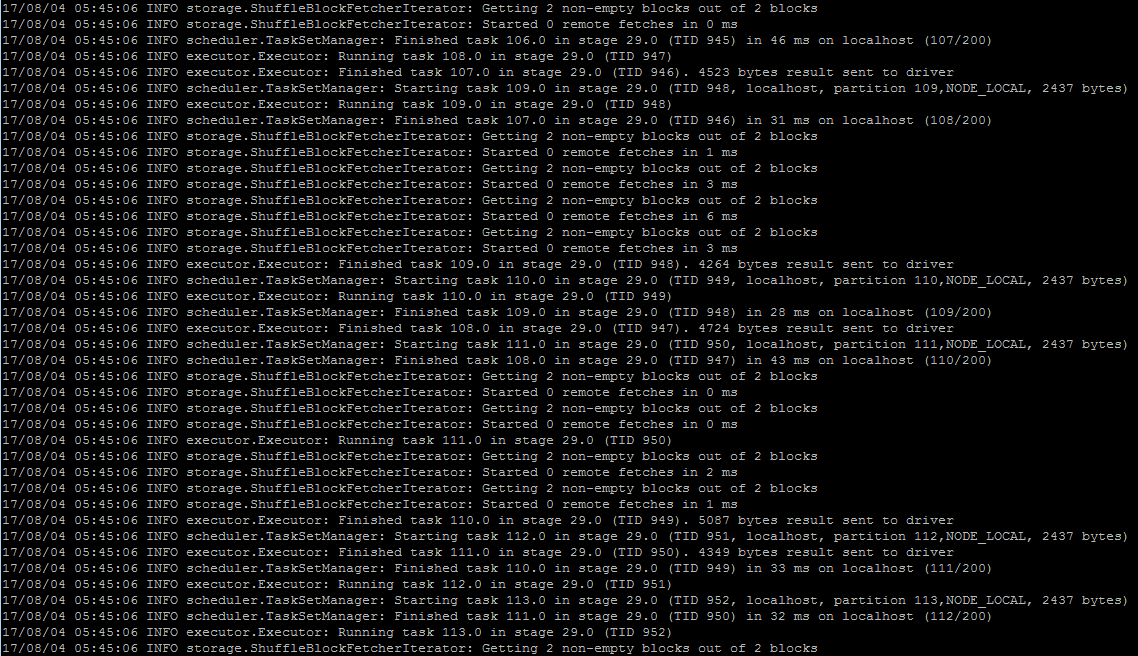 17/08/04 05:45:06 INFO storage.ShuffleBlockFetcherIterator: Getting 2 non-empty blocks out of 2 blocks
17/08/04 05:45:06 INFO storage.ShuffleBlockFetcherIterator: Started 0 remote fetches in 0 ms
17/08/04 05:45:06 INFO scheduler.TaskSetManager: Finished task 106.0 in stage 29.0 (TID 945) in 46 ms on localhost (107/200)
17/08/04 05:45:06 INFO executor.Executor: Running task 108.0 in stage 29.0 (TID 947)
17/08/04 05:45:06 INFO executor.Executor: Finished task 107.0 in stage 29.0 (TID 946). 4523 bytes result sent to driver
17/08/04 05:45:06 INFO scheduler.TaskSetManager: Starting task 109.0 in stage 29.0 (TID 948, localhost, partition 109,NODE_LOCAL, 2437 bytes)
17/08/04 05:45:06 INFO executor.Executor: Running task 109.0 in stage 29.0 (TID 948)
17/08/04 05:45:06 INFO scheduler.TaskSetManager: Finished task 107.0 in stage 29.0 (TID 946) in 31 ms on localhost (108/200)
17/08/04 05:45:06 INFO storage.ShuffleBlockFetcherIterator: Getting 2 non-empty blocks out of 2 blocks
17/08/04 05:45:06 INFO storage.ShuffleBlockFetcherIterator: Started 0 remote fetches in 1 ms
17/08/04 05:45:06 INFO storage.ShuffleBlockFetcherIterator: Getting 2 non-empty blocks out of 2 blocks
17/08/04 05:45:06 INFO storage.ShuffleBlockFetcherIterator: Started 0 remote fetches in 3 ms
17/08/04 05:45:06 INFO storage.ShuffleBlockFetcherIterator: Getting 2 non-empty blocks out of 2 blocks
17/08/04 05:45:06 INFO storage.ShuffleBlockFetcherIterator: Started 0 remote fetches in 6 ms
17/08/04 05:45:06 INFO storage.ShuffleBlockFetcherIterator: Getting 2 non-empty blocks out of 2 blocks
17/08/04 05:45:06 INFO storage.ShuffleBlockFetcherIterator: Started 0 remote fetches in 3 ms
17/08/04 05:45:06 INFO executor.Executor: Finished task 109.0 in stage 29.0 (TID 948). 4264 bytes result sent to driver
17/08/04 05:45:06 INFO scheduler.TaskSetManager: Starting task 110.0 in stage 29.0 (TID 949, localhost, partition 110,NODE_LOCAL, 2437 bytes)
17/08/04 05:45:06 INFO executor.Executor: Running task 110.0 in stage 29.0 (TID 949)
17/08/04 05:45:06 INFO scheduler.TaskSetManager: Finished task 109.0 in stage 29.0 (TID 948) in 28 ms on localhost (109/200)
17/08/04 05:45:06 INFO executor.Executor: Finished task 108.0 in stage 29.0 (TID 947). 4724 bytes result sent to driver
17/08/04 05:45:06 INFO scheduler.TaskSetManager: Starting task 111.0 in stage 29.0 (TID 950, localhost, partition 111,NODE_LOCAL, 2437 bytes)
17/08/04 05:45:06 INFO scheduler.TaskSetManager: Finished task 108.0 in stage 29.0 (TID 947) in 43 ms on localhost (110/200)
17/08/04 05:45:06 INFO storage.ShuffleBlockFetcherIterator: Getting 2 non-empty blocks out of 2 blocks
17/08/04 05:45:06 INFO storage.ShuffleBlockFetcherIterator: Started 0 remote fetches in 0 ms
17/08/04 05:45:06 INFO storage.ShuffleBlockFetcherIterator: Getting 2 non-empty blocks out of 2 blocks
17/08/04 05:45:06 INFO storage.ShuffleBlockFetcherIterator: Started 0 remote fetches in 0 ms
17/08/04 05:45:06 INFO executor.Executor: Running task 111.0 in stage 29.0 (TID 950)
17/08/04 05:45:06 INFO storage.ShuffleBlockFetcherIterator: Getting 2 non-empty blocks out of 2 blocks
17/08/04 05:45:06 INFO storage.ShuffleBlockFetcherIterator: Started 0 remote fetches in 2 ms
17/08/04 05:45:06 INFO storage.ShuffleBlockFetcherIterator: Getting 2 non-empty blocks out of 2 blocks
17/08/04 05:45:06 INFO storage.ShuffleBlockFetcherIterator: Started 0 remote fetches in 1 ms
17/08/04 05:45:06 INFO executor.Executor: Finished task 110.0 in stage 29.0 (TID 949). 5087 bytes result sent to driver
17/08/04 05:45:06 INFO scheduler.TaskSetManager: Starting task 112.0 in stage 29.0 (TID 951, localhost, partition 112,NODE_LOCAL, 2437 bytes)
17/08/04 05:45:06 INFO executor.Executor: Finished task 111.0 in stage 29.0 (TID 950). 4349 bytes result sent to driver
17/08/04 05:45:06 INFO scheduler.TaskSetManager: Finished task 110.0 in stage 29.0 (TID 949) in 33 ms on localhost (111/200)
17/08/04 05:45:06 INFO executor.Executor: Running task 112.0 in stage 29.0 (TID 951)
17/08/04 05:45:06 INFO scheduler.TaskSetManager: Starting task 113.0 in stage 29.0 (TID 952, localhost, partition 113,NODE_LOCAL, 2437 bytes)
17/08/04 05:45:06 INFO scheduler.TaskSetManager: Finished task 111.0 in stage 29.0 (TID 950) in 32 ms on localhost (112/200)
17/08/04 05:45:06 INFO executor.Executor: Running task 113.0 in stage 29.0 (TID 952)
17/08/04 05:45:06 INFO storage.ShuffleBlockFetcherIterator: Getting 2 non-empty blocks out of 2 blocks